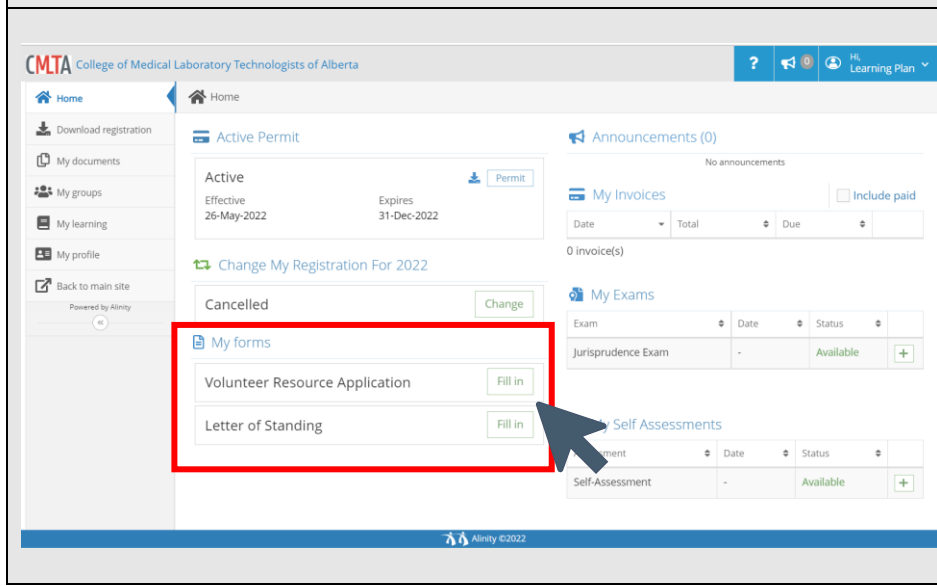 CMTA College of Medical Laboratory Technologists of Alberta
? 0 Hi, Learning Plan
Home
Download registration
My documents
My groups
My learning
My profile
Back to main site
Powered by Alinity
Home
Active Permit
Active Permit
Effective Expires
26-May-2022 31-Dec-2022
Change My Registration For 2022
Cancelled Change
My forms
Volunteer Resource Application Fill in
Letter of Standing Fill in
Announcements (0)
No announcements
My Invoices Include paid
Date Total Due
0 invoice(s)
My Exams
Exam Date Status
Jurisprudence Exam - Available +
Self Assessments
Date Status
Self-Assessment - Available +
Alinity ©2022